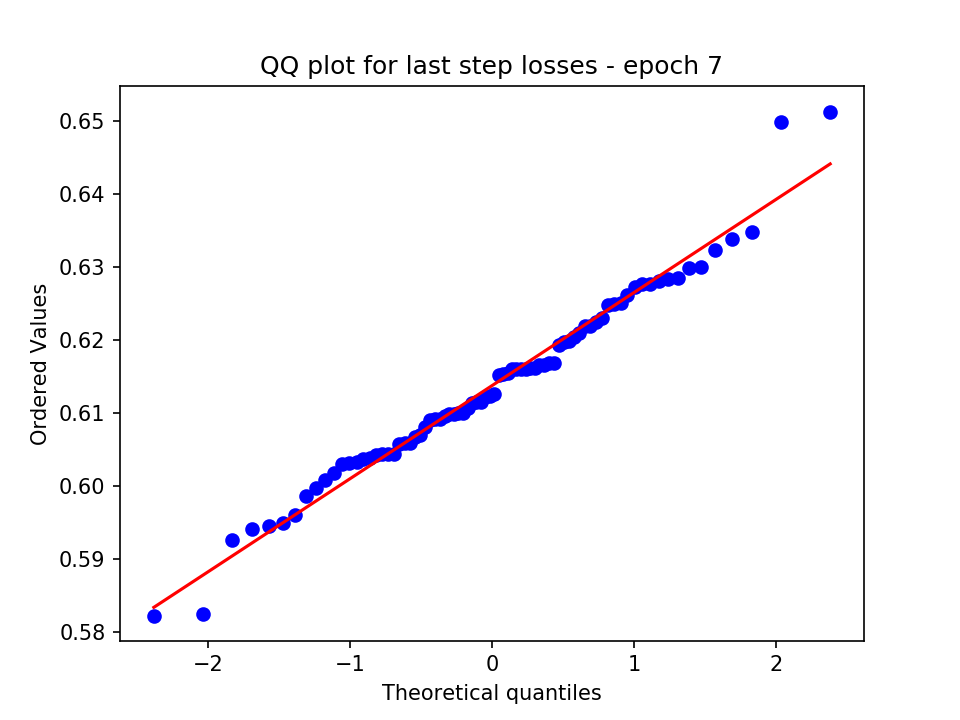 QQ plot for last step losses - epoch 7
Ordered Values
0.65
0.64
0.63
0.62
0.61
0.60
0.59
0.58
−2 −1 0 1 2
Theoretical quantiles